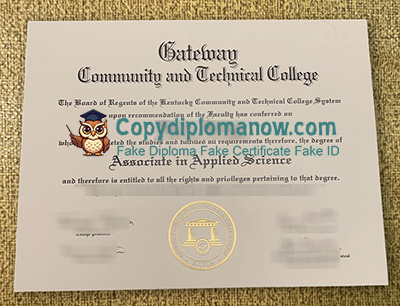 Gateway
Community and Technical College
The Board of Regents of the Kentucky Community and Technical College System
upon recommendation of the Faculty has conferred on
Copydiplomanow.com
Fake Diploma Fake Certificate Fake ID
who completed the studies and fulfilled all requirements therefore, the degree of
Associate in Applied Science
and therefore is entitled to all the rights and privileges pertaining to that degree.